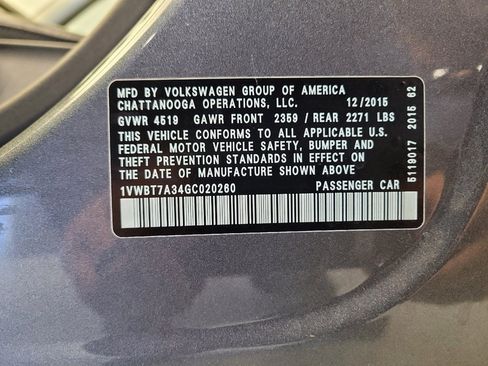 MFD BY VOLKSWAGEN GROUP OF AMERICA
CHATTANOOGA OPERATIONS, LLC. 12/2015
GVWR 4519 GAWR FRONT 2359 / REAR 2271 LBS
THIS VEHICLE CONFORMS TO ALL APPLICABLE U.S.
FEDERAL MOTOR VEHICLE SAFETY, BUMPER AND
THEFT PREVENTION STANDARDS IN EFFECT ON
THE DATE OF MANUFACTURE SHOWN ABOVE
1VWBT7A34GC020260 PASSENGER CAR
5119017 2015 62